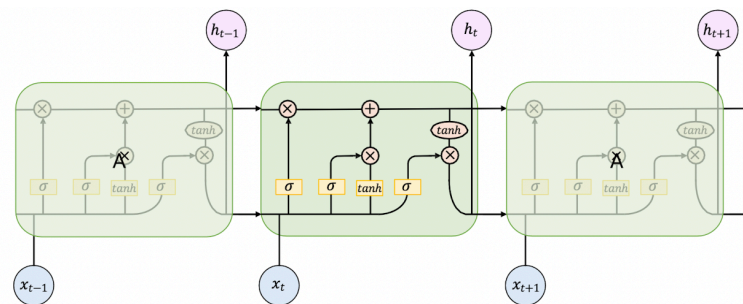 h_{t-1} h_t h_{t+1}
× + × + × +
tanh tanh tanh
A × × × A × ×
σ σ tanh σ σ σ tanh σ σ σ tanh σ
x_{t-1} x_t x_{t+1}